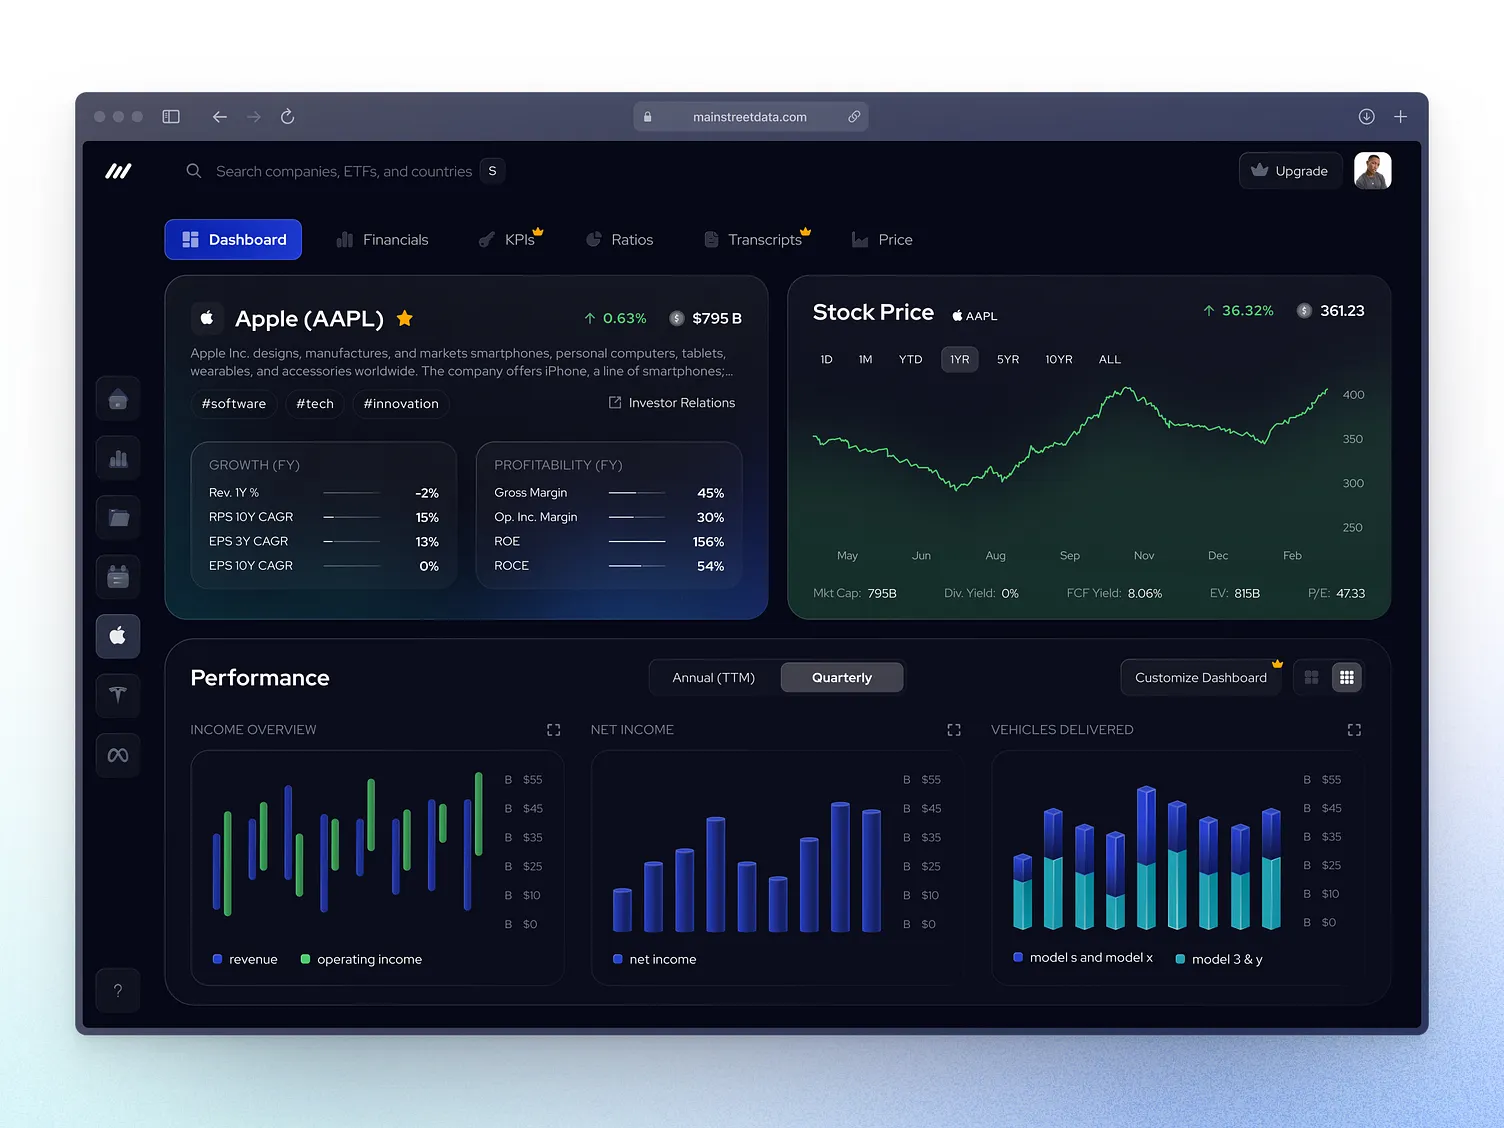 mainstreetdata.com
Search companies, ETFs, and countries S
Upgrade
Dashboard
Financials
KPIs
Ratios
Transcripts
Price
Apple (AAPL)
0.63%
$
$795 B
Apple Inc. designs, manufactures, and markets smartphones, personal computers, tablets,
wearables, and accessories worldwide. The company offers iPhone, a line of smartphones;...
#software
#tech
#innovation
Investor Relations
GROWTH (FY)
Rev. 1Y % -2%
RPS 10Y CAGR 15%
EPS 3Y CAGR 13%
EPS 10Y CAGR 0%
PROFITABILITY (FY)
Gross Margin 45%
Op. Inc. Margin 30%
ROE 156%
ROCE 54%
Stock Price
AAPL
36.32%
$
361.23
1D 1M YTD 1YR 5YR 10YR ALL
400
350
300
250
May Jun Aug Sep Nov Dec Feb
Mkt Cap: 795B
Div. Yield: 0%
FCF Yield: 8.06%
EV: 815B
P/E: 47.33
Performance
Annual (TTM)
Quarterly
Customize Dashboard
INCOME OVERVIEW
B $55
B $45
B $35
B $25
B $10
B $0
revenue
operating income
NET INCOME
B $55
B $45
B $35
B $25
B $10
B $0
net income
VEHICLES DELIVERED
B $55
B $45
B $35
B $25
B $10
B $0
model s and model x
model 3 & y
?